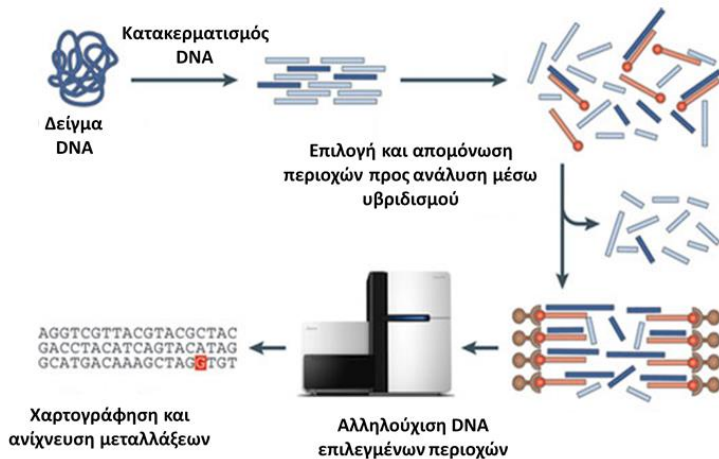 Κατακερματισμός
DNA
Δείγμα
DNA
Επιλογή και απομόνωση
περιοχών προς ανάλυση μέσω
υβριδισμού
AGGTCGTTACGTACGCTAC
GACCTACATCAGTACATAG
GCATGACAAAGCTAGGTGT
Χαρτογράφηση και
ανίχνευση μεταλλάξεων
Αλληλούχιση DNA
επιλεγμένων περιοχών